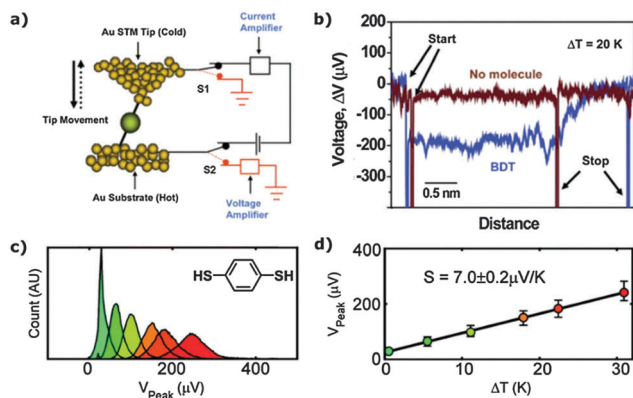 a)
Au STM Tip (Cold)
Current
Amplifier
S1
Tip Movement
S2
Au Substrate (Hot)
Voltage
Amplifier
b)
Voltage, ΔV (μV)
200
100
0
-100
-200
-300
Start
ΔT = 20 K
No molecule
BDT
0.5 nm
Stop
Distance
c)
Count (AU)
HS
SH
0
200
400
V Peak (μV)
d)
V Peak (μV)
400
200
0
S = 7.0±0.2μV/K
0
10
20
30
ΔT (K)